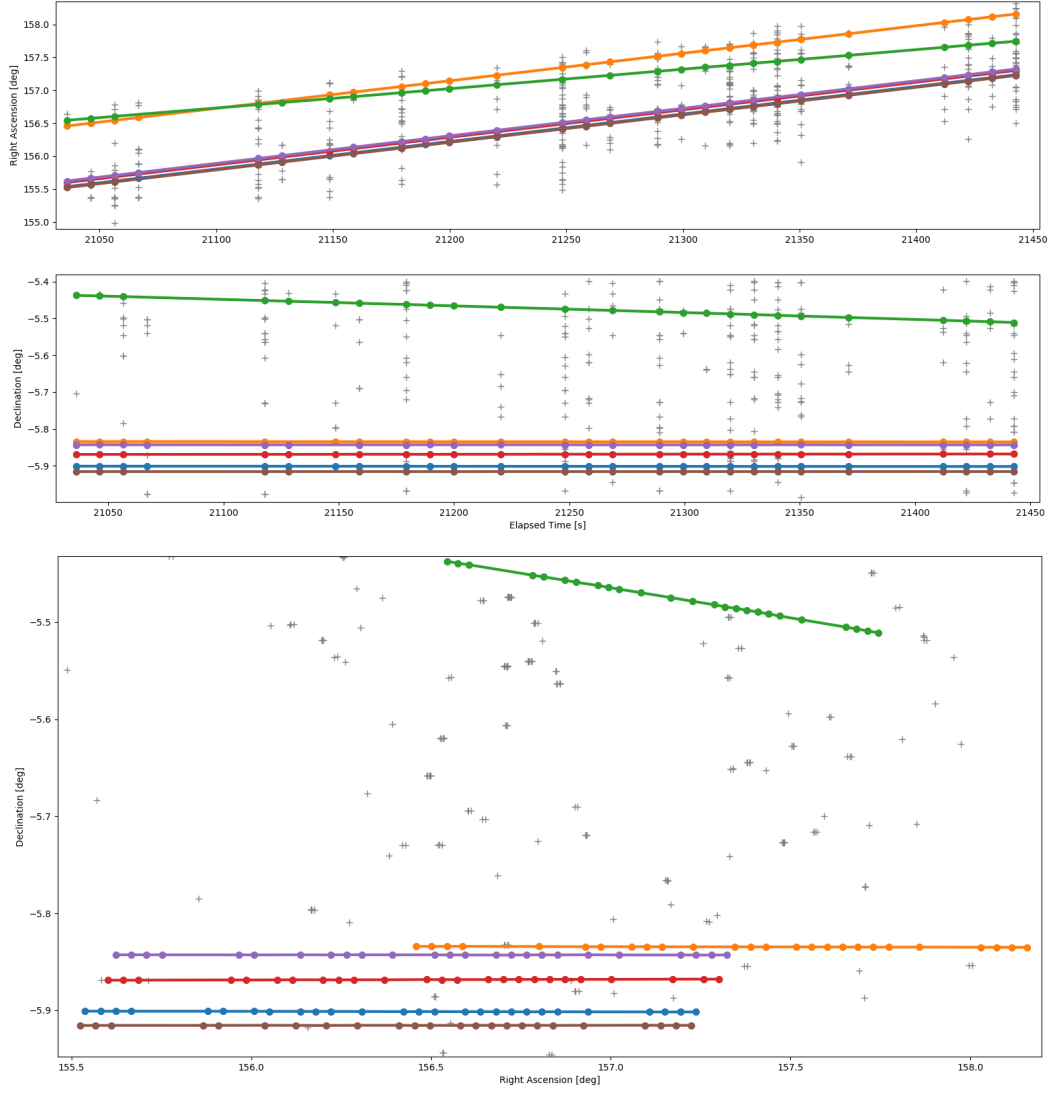 158.0
157.5
157.0
156.5
156.0
155.5
155.0
Right Ascension [deg]
21050 21100 21150 21200 21250 21300 21350 21400 21450
−5.4
−5.5
−5.6
−5.7
−5.8
−5.9
Declination [deg]
21050 21100 21150 21200 21250 21300 21350 21400 21450
Elapsed Time [s]
−5.5
−5.6
−5.7
−5.8
−5.9
Declination [deg]
155.5 156.0 156.5 157.0 157.5 158.0
Right Ascension [deg]